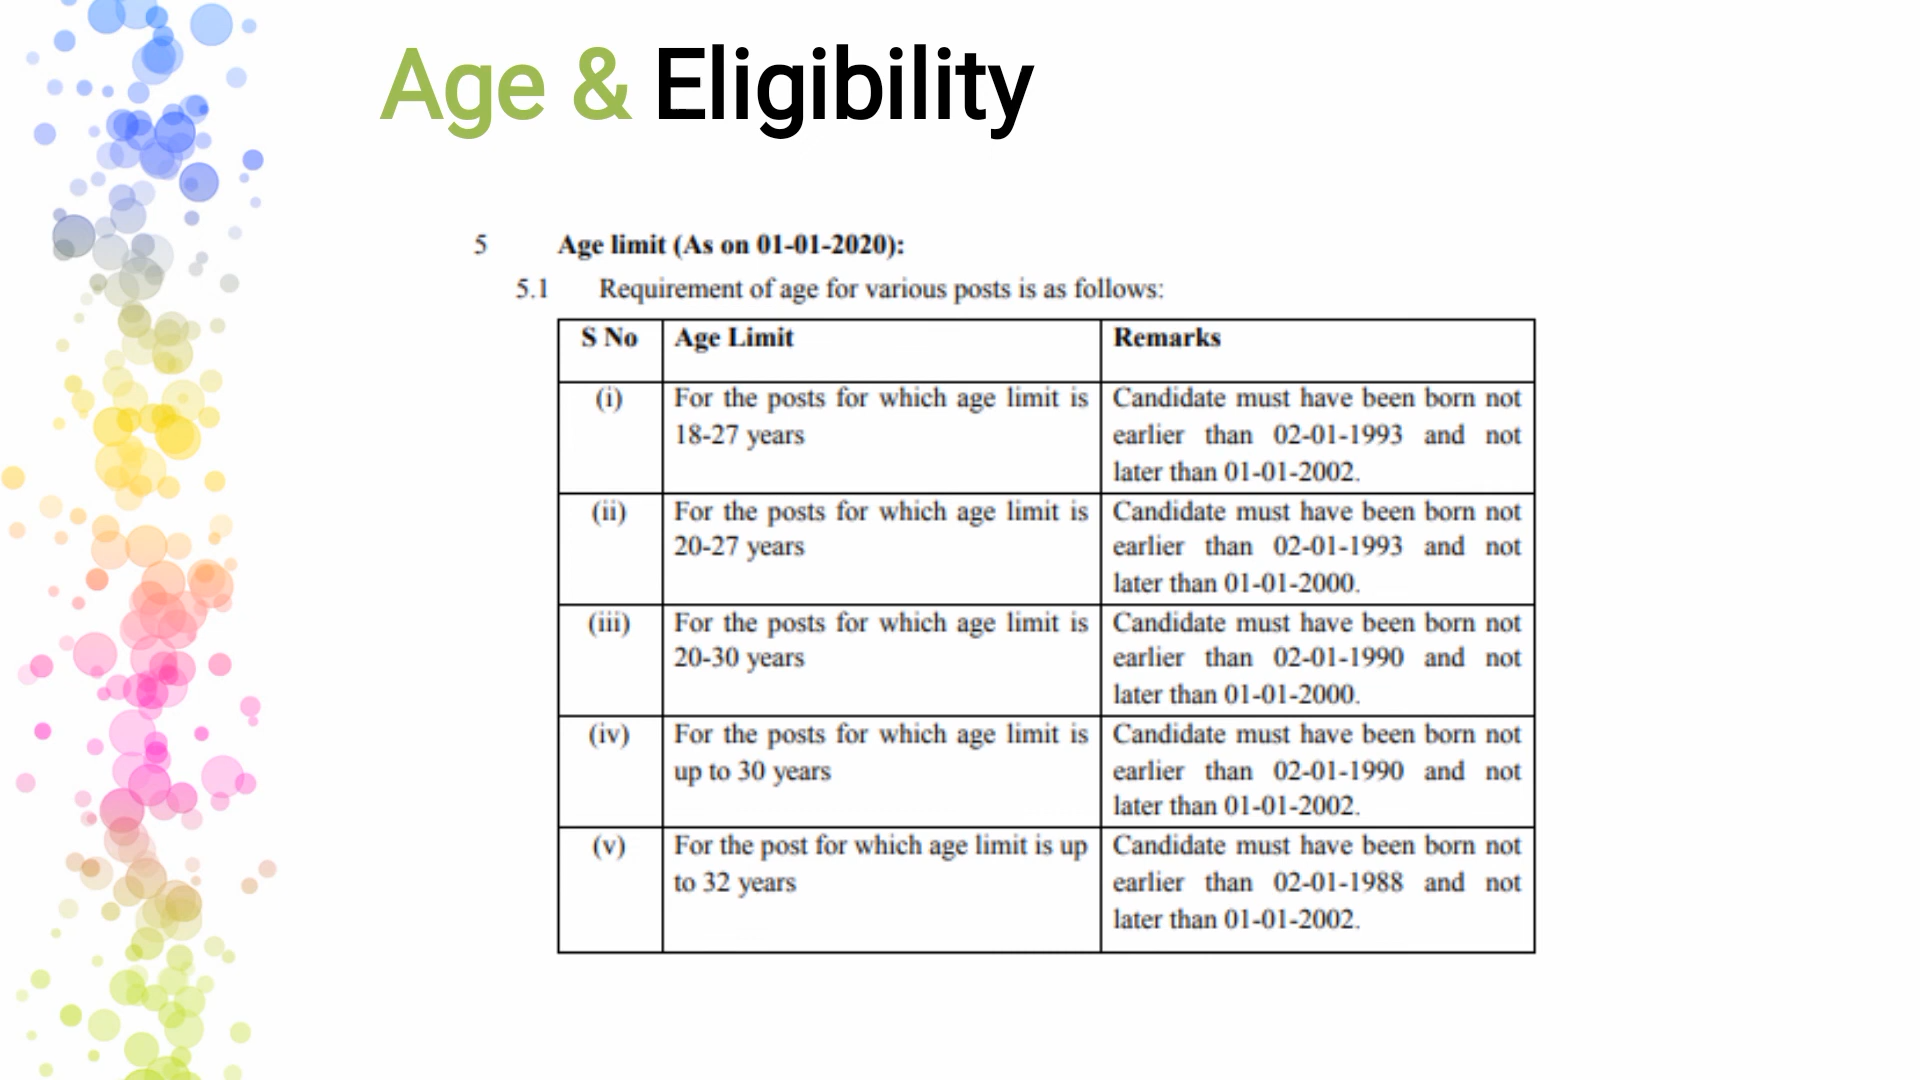 Age & Eligibility
5 Age limit (As on 01-01-2020):
5.1 Requirement of age for various posts is as follows:
S No Age Limit Remarks
(i) For the posts for which age limit is Candidate must have been born not
18-27 years earlier than 02-01-1993 and not
later than 01-01-2002.
(ii) For the posts for which age limit is Candidate must have been born not
20-27 years earlier than 02-01-1993 and not
later than 01-01-2000.
(iii) For the posts for which age limit is Candidate must have been born not
20-30 years earlier than 02-01-1990 and not
later than 01-01-2000.
(iv) For the posts for which age limit is Candidate must have been born not
up to 30 years earlier than 02-01-1990 and not
later than 01-01-2002.
(v) For the post for which age limit is up Candidate must have been born not
to 32 years earlier than 02-01-1988 and not
later than 01-01-2002.